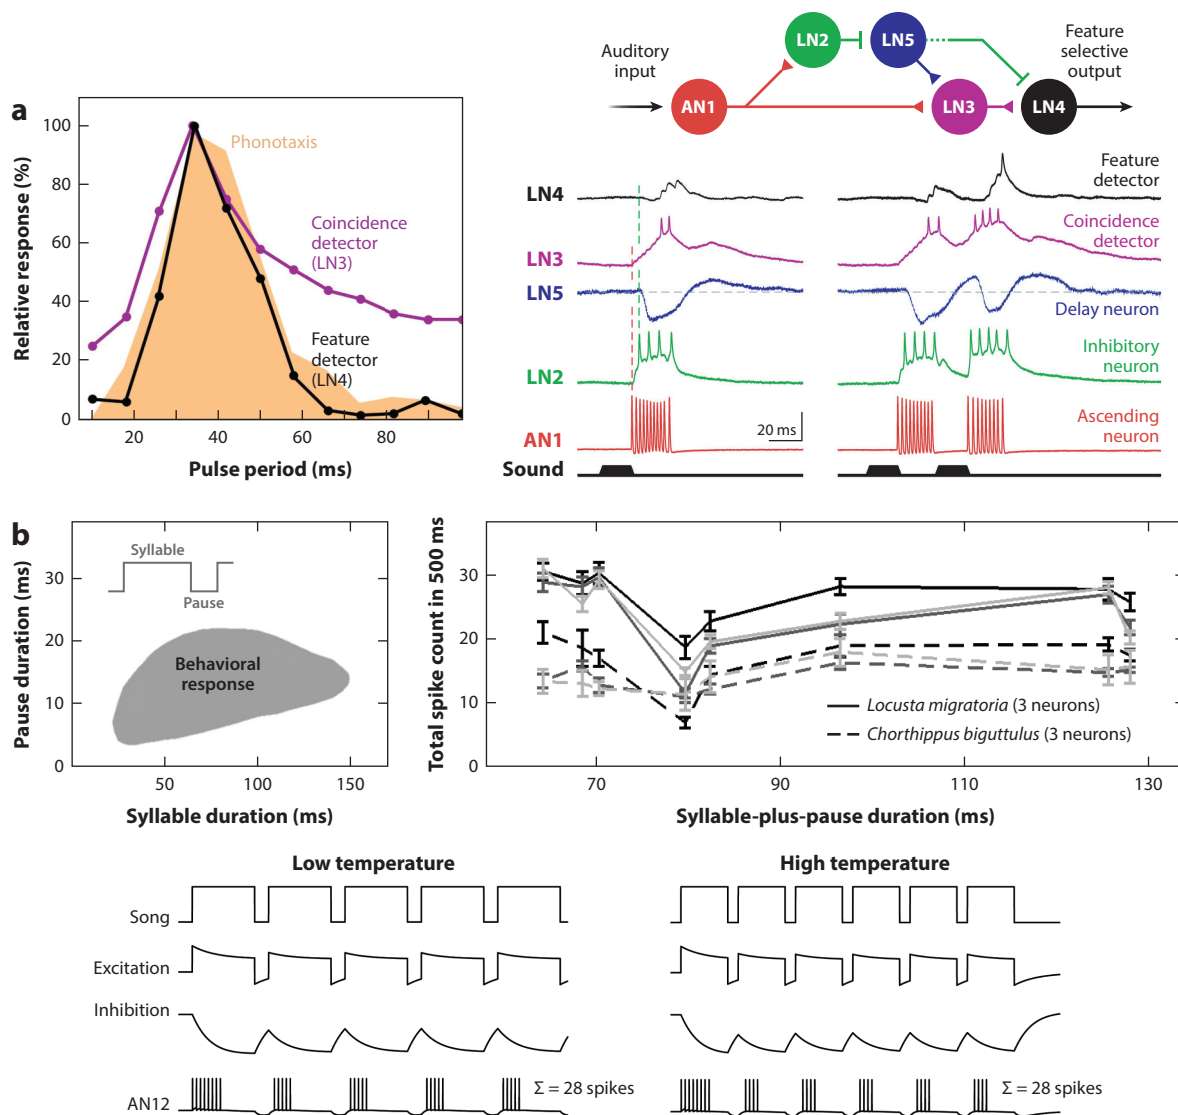 a
Relative response (%)
100
80
60
40
20
0
20
40
60
80
Pulse period (ms)
Phonotaxis
Coincidence
detector
(LN3)
Feature
detector
(LN4)
Auditory
input
AN1
LN2
LN5
LN3
LN4
Feature
selective
output
LN4
Feature
detector
LN3
Coincidence
detector
LN5
Delay neuron
LN2
Inhibitory
neuron
AN1
20 ms
Ascending
neuron
Sound
b
Pause duration (ms)
30
20
10
0
Syllable
Pause
Behavioral
response
50
100
150
Syllable duration (ms)
Total spike count in 500 ms
30
20
10
0
Locusta migratoria (3 neurons)
Chorthippus biguttulus (3 neurons)
70
90
110
130
Syllable-plus-pause duration (ms)
Low temperature
High temperature
Song
Excitation
Inhibition
AN12
Σ = 28 spikes
Σ = 28 spikes